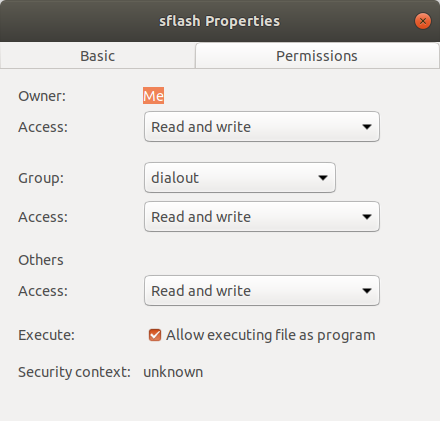 sflash Properties
Basic Permissions
Owner: Me
Access: Read and write
Group: dialout
Access: Read and write
Others
Access: Read and write
Execute: Allow executing file as program
Security context: unknown